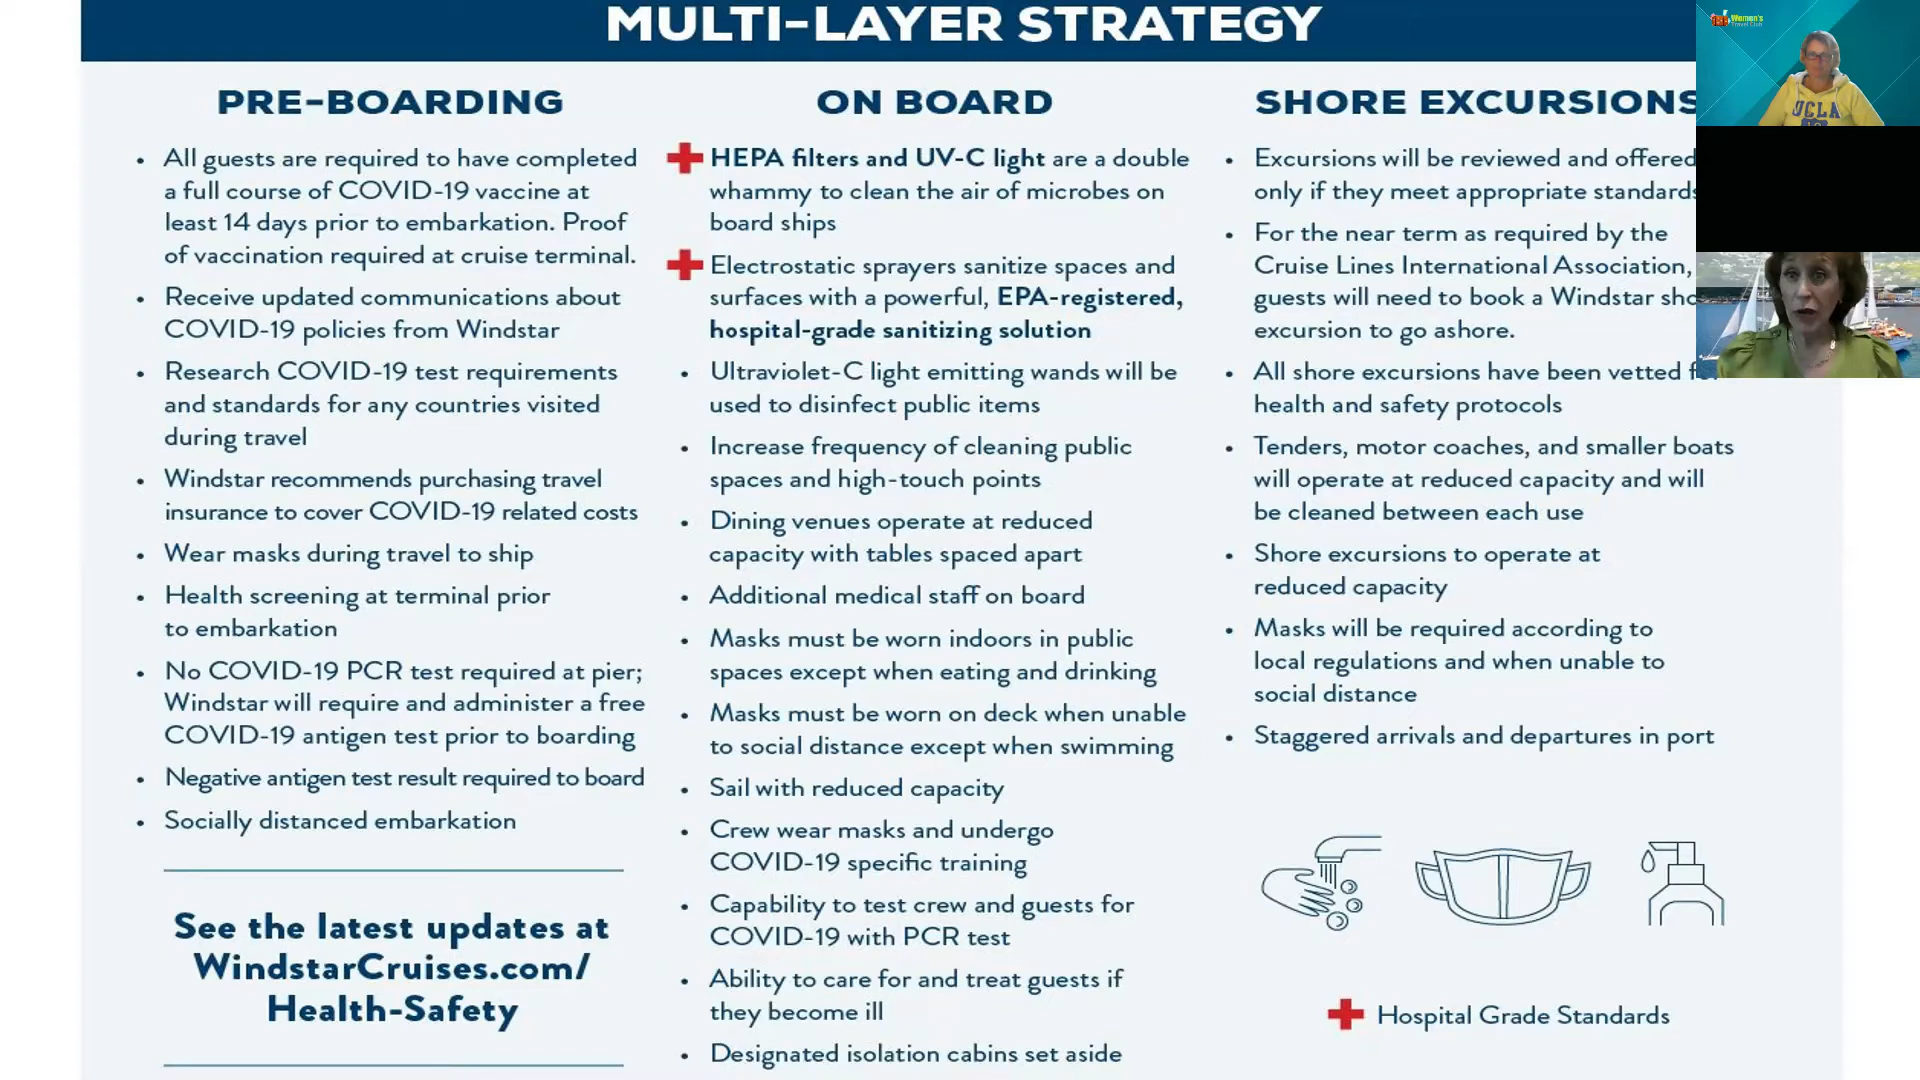 MULTI-LAYER STRATEGY
PRE-BOARDING
• All guests are required to have completed
a full course of COVID-19 vaccine at
least 14 days prior to embarkation. Proof
of vaccination required at cruise terminal.
• Receive updated communications about
COVID-19 policies from Windstar
• Research COVID-19 test requirements
and standards for any countries visited
during travel
• Windstar recommends purchasing travel
insurance to cover COVID-19 related costs
• Wear masks during travel to ship
• Health screening at terminal prior
to embarkation
• No COVID-19 PCR test required at pier;
Windstar will require and administer a free
COVID-19 antigen test prior to boarding
• Negative antigen test result required to board
• Socially distanced embarkation
See the latest updates at
WindstarCruises.com/
Health-Safety
ON BOARD
HEPA filters and UV-C light are a double
whammy to clean the air of microbes on
board ships
Electrostatic sprayers sanitize spaces and
surfaces with a powerful, EPA-registered,
hospital-grade sanitizing solution
• Ultraviolet-C light emitting wands will be
used to disinfect public items
• Increase frequency of cleaning public
spaces and high-touch points
• Dining venues operate at reduced
capacity with tables spaced apart
• Additional medical staff on board
• Masks must be worn indoors in public
spaces except when eating and drinking
• Masks must be worn on deck when unable
to social distance except when swimming
• Sail with reduced capacity
• Crew wear masks and undergo
COVID-19 specific training
• Capability to test crew and guests for
COVID-19 with PCR test
• Ability to care for and treat guests if
they become ill
• Designated isolation cabins set aside
SHORE EXCURSIONS
• Excursions will be reviewed and offered
only if they meet appropriate standards
• For the near term as required by the
Cruise Lines International Association,
guests will need to book a Windstar
excursion to go ashore.
• All shore excursions have been vetted
health and safety protocols
• Tenders, motor coaches, and smaller boats
will operate at reduced capacity and will
be cleaned between each use
• Shore excursions to operate at
reduced capacity
• Masks will be required according to
local regulations and when unable to
social distance
• Staggered arrivals and departures in port
Hospital Grade Standards
Women's
Travel Club
UCLA